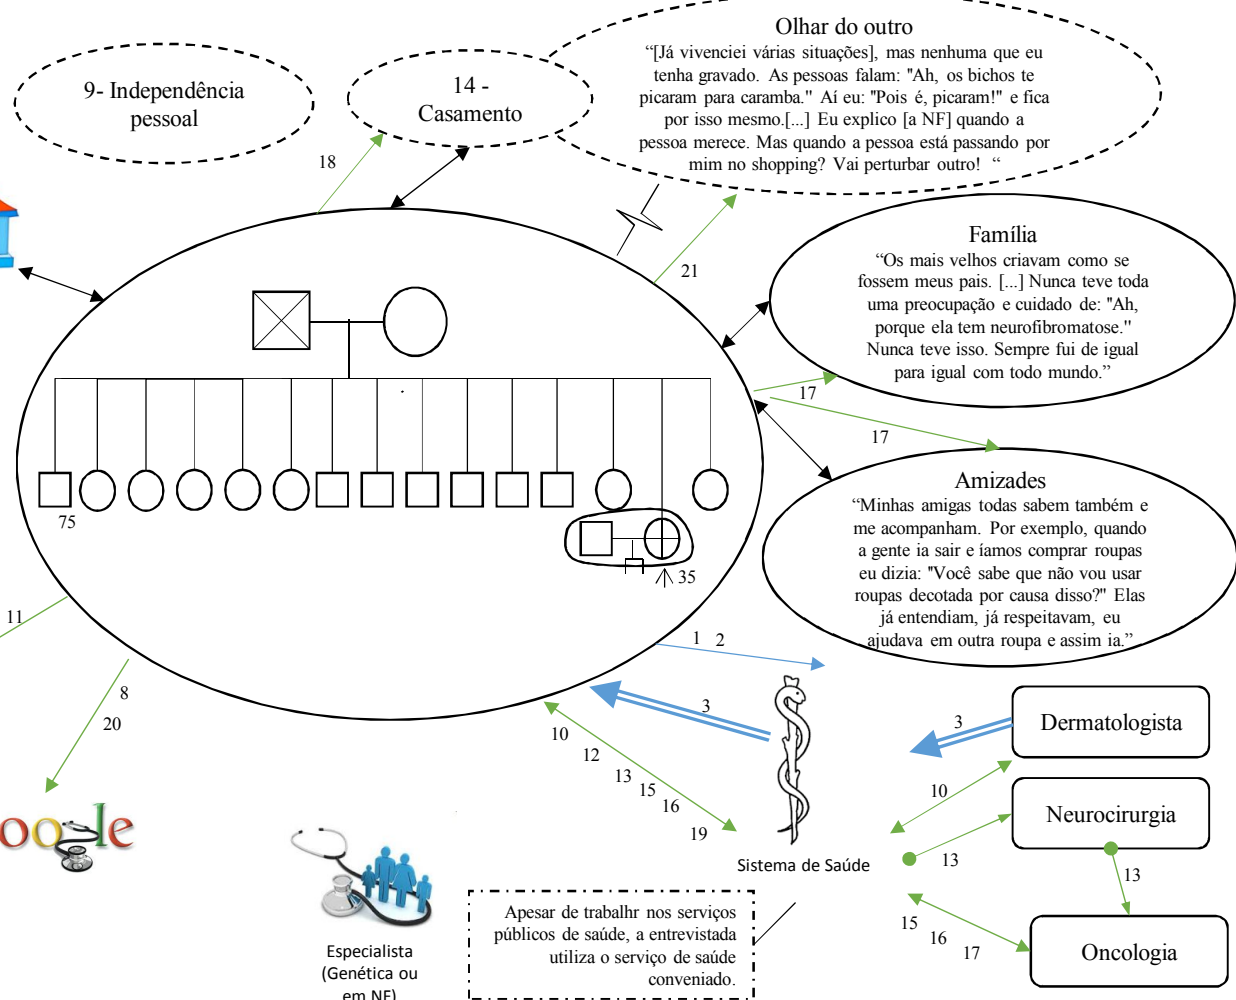 Olhar do outro
“[Já vivenciei várias situações], mas nenhuma que eu
tenha gravado. As pessoas falam: "Ah, os bichos te
picaram para caramba." Aí eu: "Pois é, picaram!" e fica
por isso mesmo.[...] Eu explico [a NF] quando a
pessoa merece. Mas quando a pessoa está passando por
mim no shopping? Vai perturbar outro! “
9- Independência
pessoal
14 -
Casamento
18
21
Família
“Os mais velhos criavam como se
fossem meus pais. [...] Nunca teve toda
uma preocupação e cuidado de: "Ah,
porque ela tem neurofibromatose."
Nunca teve isso. Sempre fui de igual
para igual com todo mundo.”
17
17
Amizades
“Minhas amigas todas sabem também e
me acompanham. Por exemplo, quando
a gente ia sair e íamos comprar roupas
eu dizia: "Você sabe que não vou usar
roupas decotada por causa disso?" Elas
já entendiam, já respeitavam, eu
ajudava em outra roupa e assim ia.”
75
35
11
8
20
1 2
3
10
12
13
15
16
19
3
Dermatologista
10
Neurocirurgia
13
13
15
16
17
Oncologia
Sistema de Saúde
oogle
Especialista
(Genética ou
em NF)
Apesar de trabalhr nos serviços
públicos de saúde, a entrevistada
utiliza o serviço de saúde
conveniado.